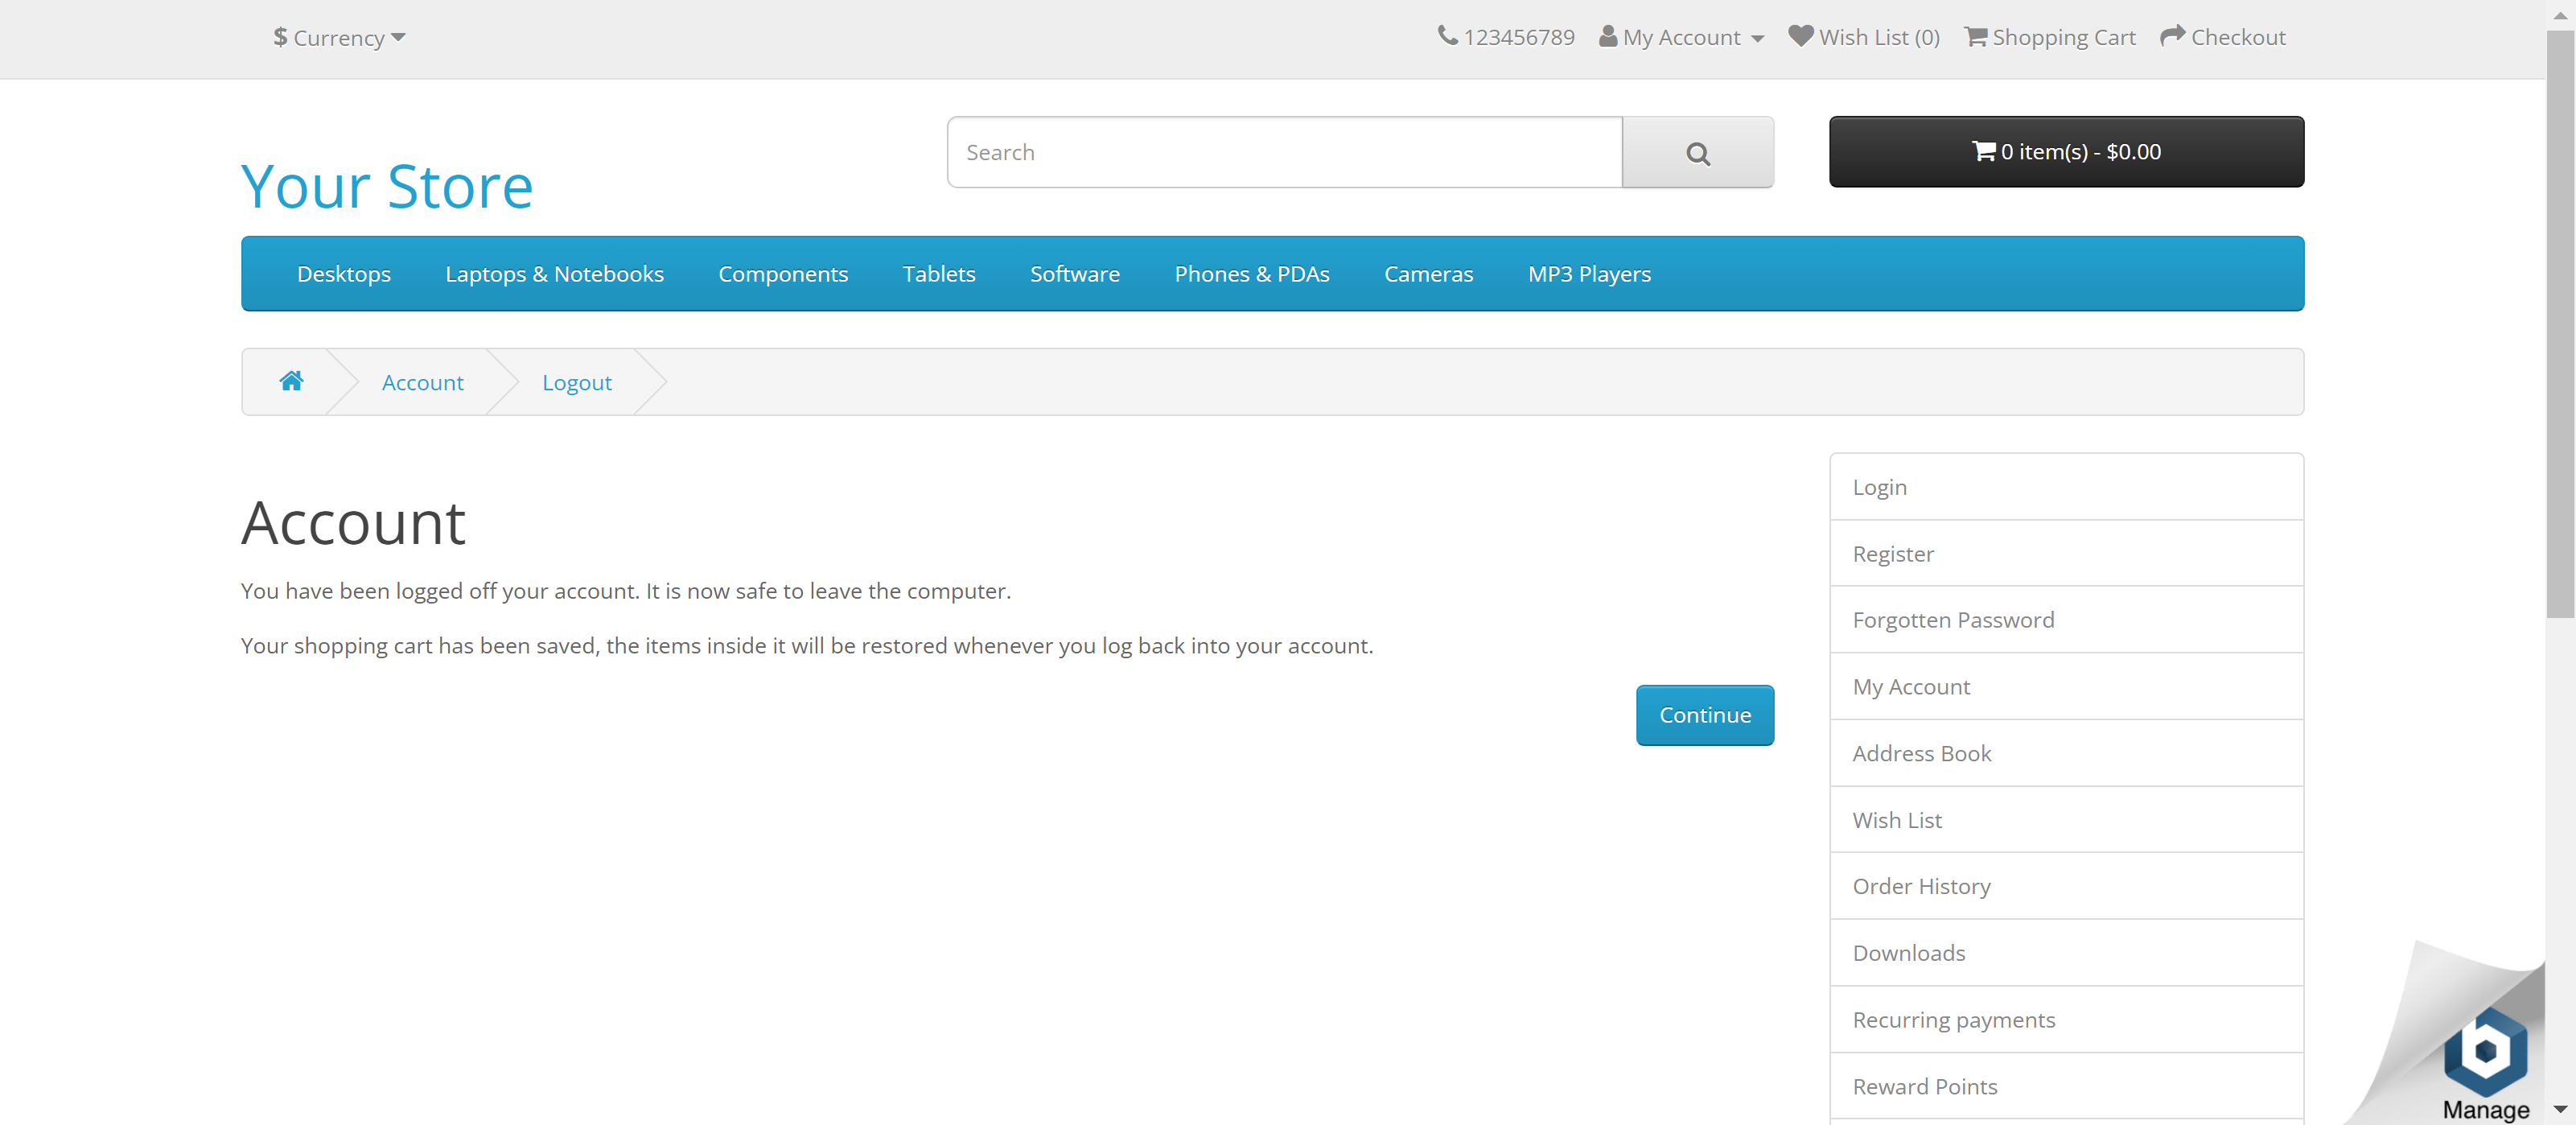 $ Currency
123456789 My Account Wish List (0) Shopping Cart Checkout
Search
0 item(s) - $0.00
Your Store
Desktops Laptops & Notebooks Components Tablets Software Phones & PDAs Cameras MP3 Players
Account Logout
Account
You have been logged off your account. It is now safe to leave the computer.
Your shopping cart has been saved, the items inside it will be restored whenever you log back into your account.
Continue
Login
Register
Forgotten Password
My Account
Address Book
Wish List
Order History
Downloads
Recurring payments
Reward Points
Manage